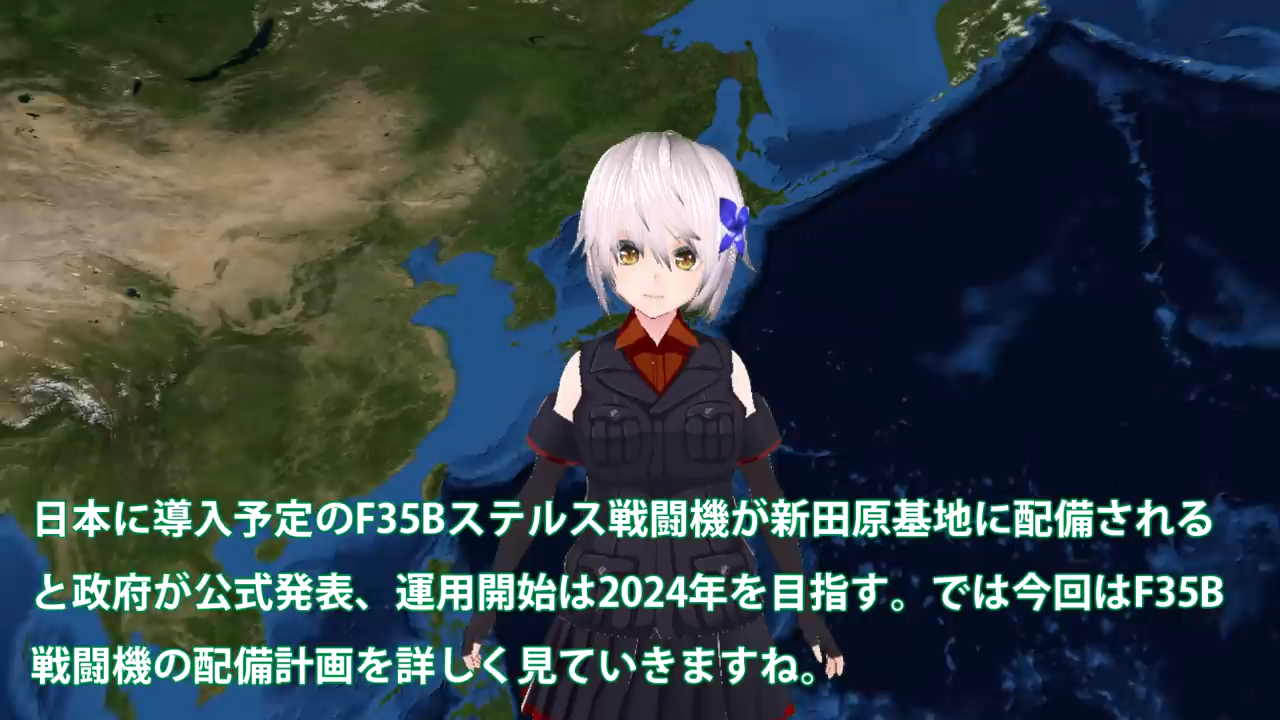 日本に導入予定のF35Bステルス戦闘機が新田原基地に配備される
と政府が公式発表、運用開始は2024年を目指す。では今回はF35B
戦闘機の配備計画を詳しく見ていきますね。